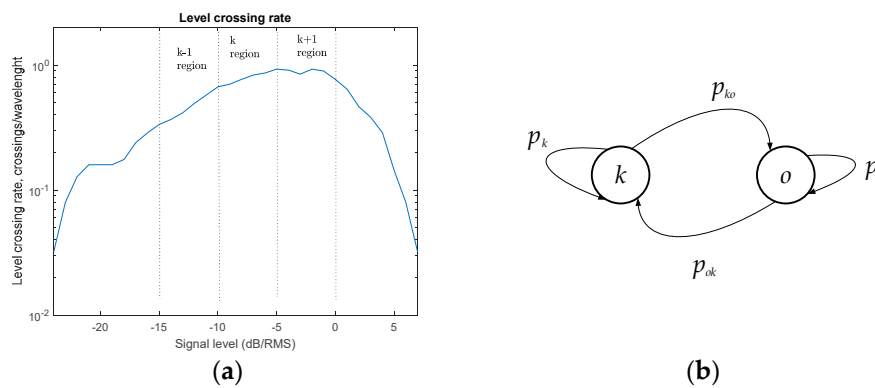 Level crossing rate
k-1
region
k
region
k+1
region
10^0
10^-1
10^-2
Level crossing rate, crossings/wavelenght
-20
-15
-10
-5
0
5
Signal level (dB/RMS)
(a)
p_ko
p_k
k
o
p
p_ok
(b)